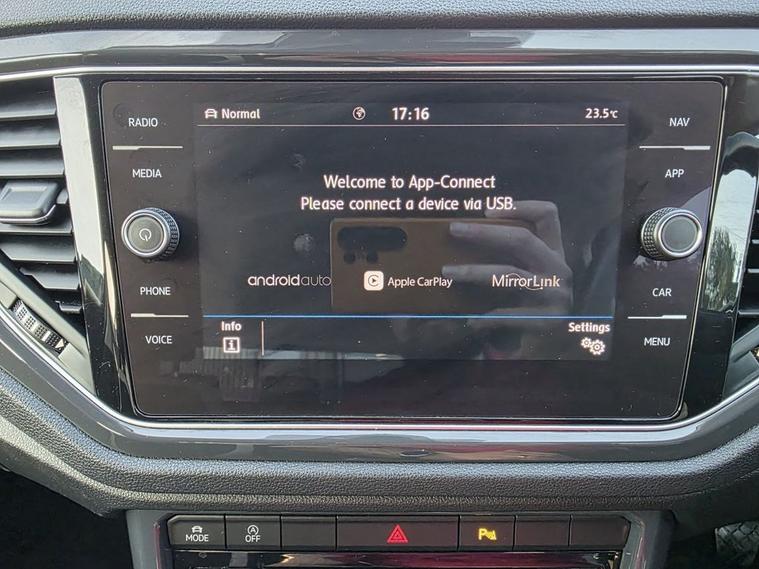 RADIO
MEDIA
PHONE
VOICE
Normal
17:16
23.5°C
Welcome to App-Connect
Please connect a device via USB.
androidauto
Apple CarPlay
MirrorLink
Info
Settings
NAV
APP
CAR
MENU
MODE
A OFF